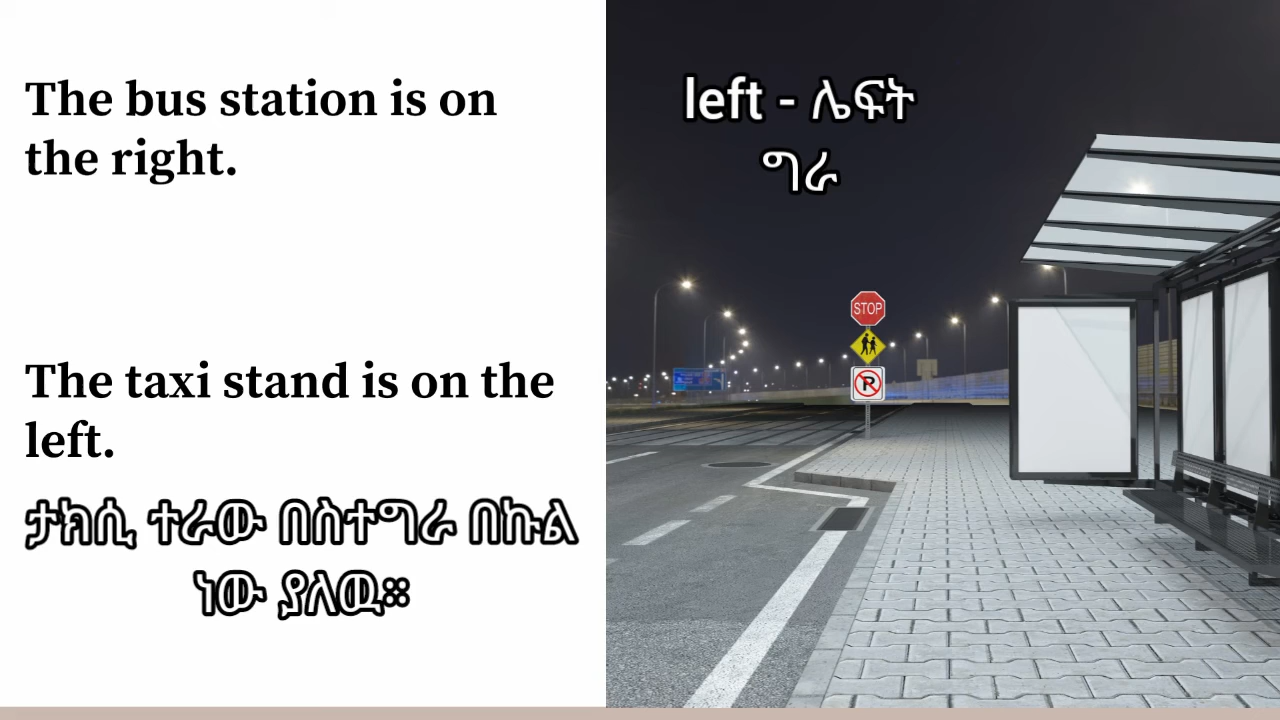 The bus station is on
the right.
The taxi stand is on the
left.
ታክሲ ተራው በስተግራ በኩል
ነው ያለዉ።
left - ሌፍት
ግራ
STOP
P